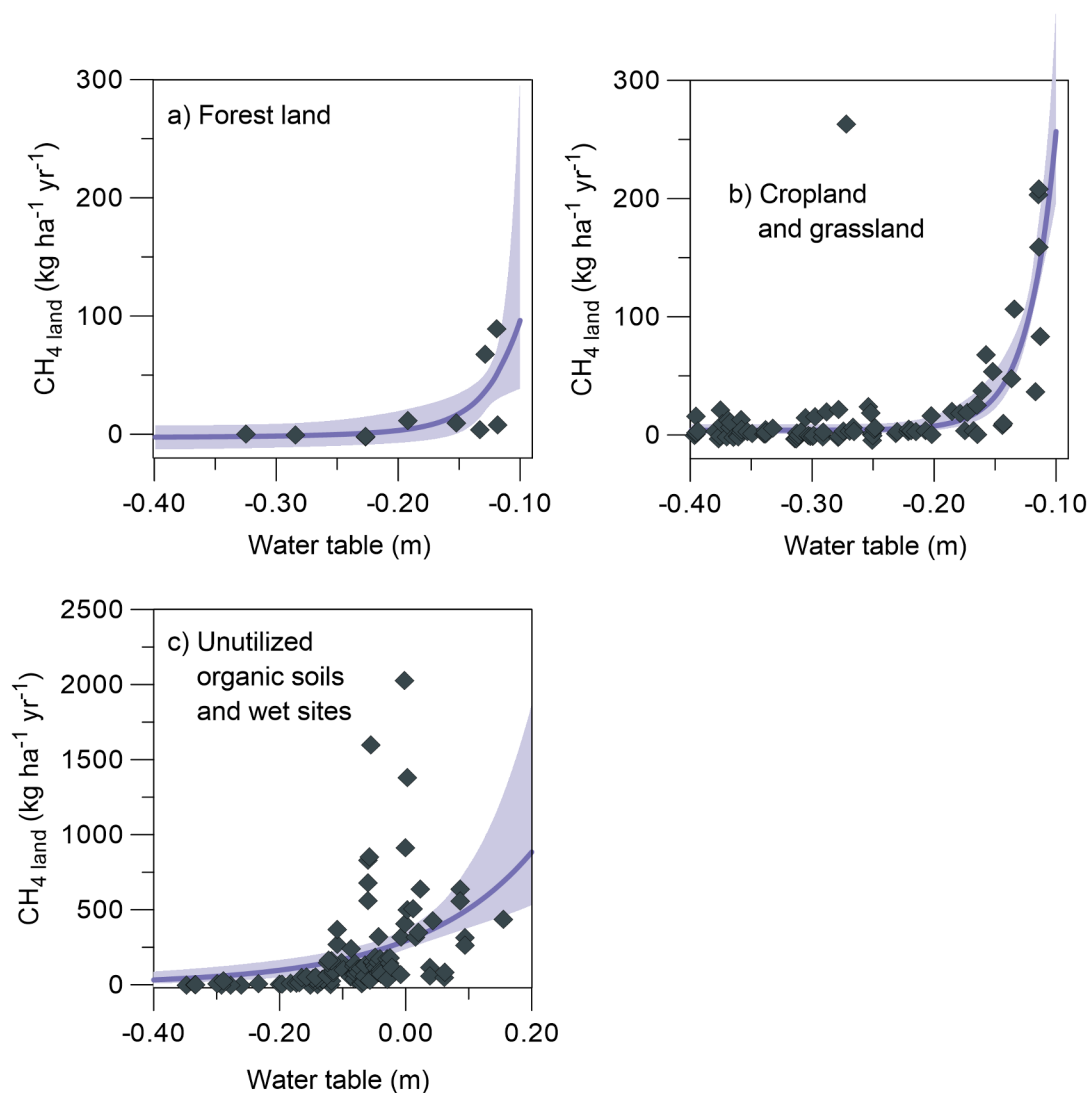 300
200
100
0
CH4 land (kg ha-1 yr-1)
a) Forest land
-0.40
-0.30
-0.20
-0.10
Water table (m)
300
200
100
0
CH4 land (kg ha-1 yr-1)
b) Cropland
and grassland
-0.40
-0.30
-0.20
-0.10
Water table (m)
2500
2000
1500
1000
500
0
CH4 land (kg ha-1 yr-1)
c) Unutilized
organic soils
and wet sites
-0.40
-0.20
0.00
0.20
Water table (m)